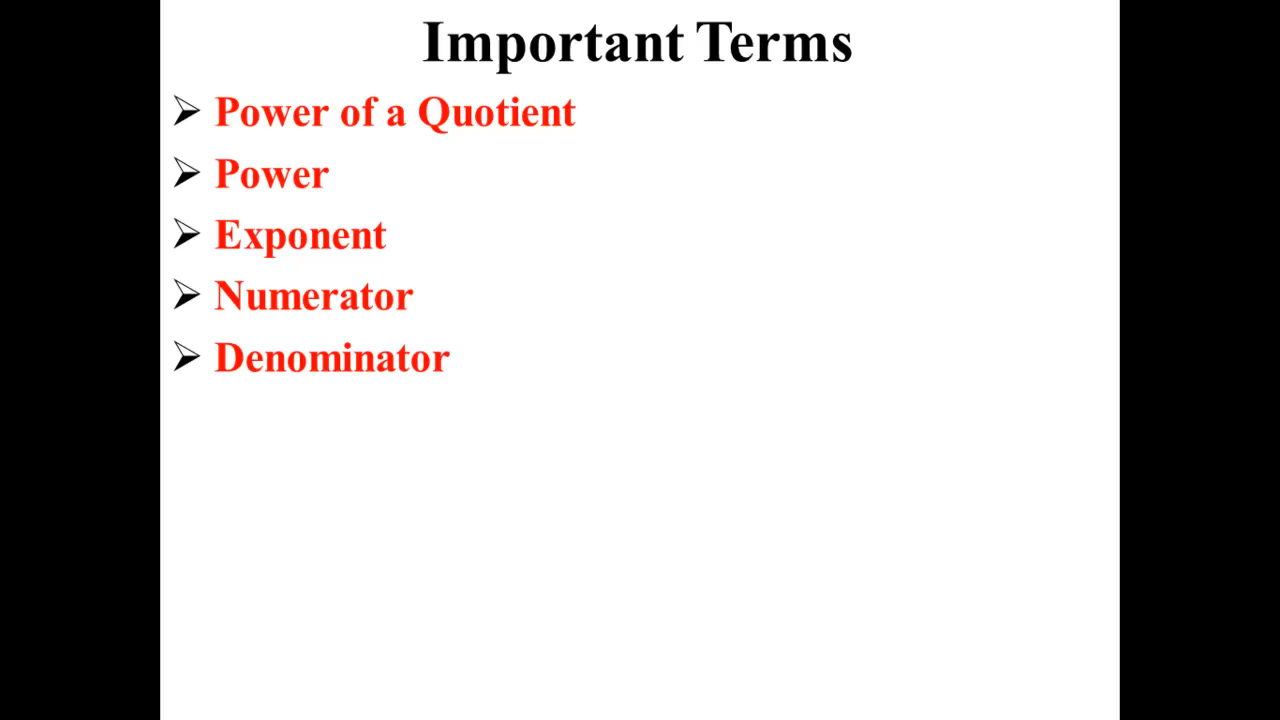 Important Terms
Power of a Quotient
Power
Exponent
Numerator
Denominator